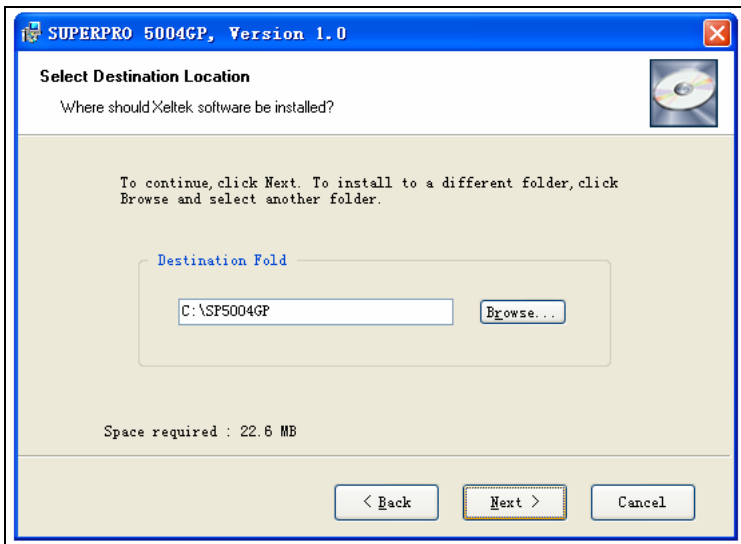 SUPERPRO 5004GP, Version 1.0
Select Destination Location
Where should Xeltek software be installed?
To continue, click Next. To install to a different folder, click
Browse and select another folder.
Destination Fold
C:\SP5004GP
Browse...
Space required : 22.6 MB
< Back
Next >
Cancel